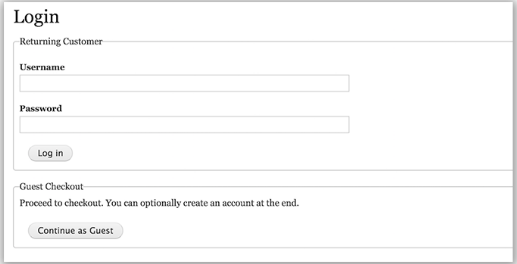 Login
Returning Customer
Username
Password
Log in
Guest Checkout
Proceed to checkout. You can optionally create an account at the end.
Continue as Guest